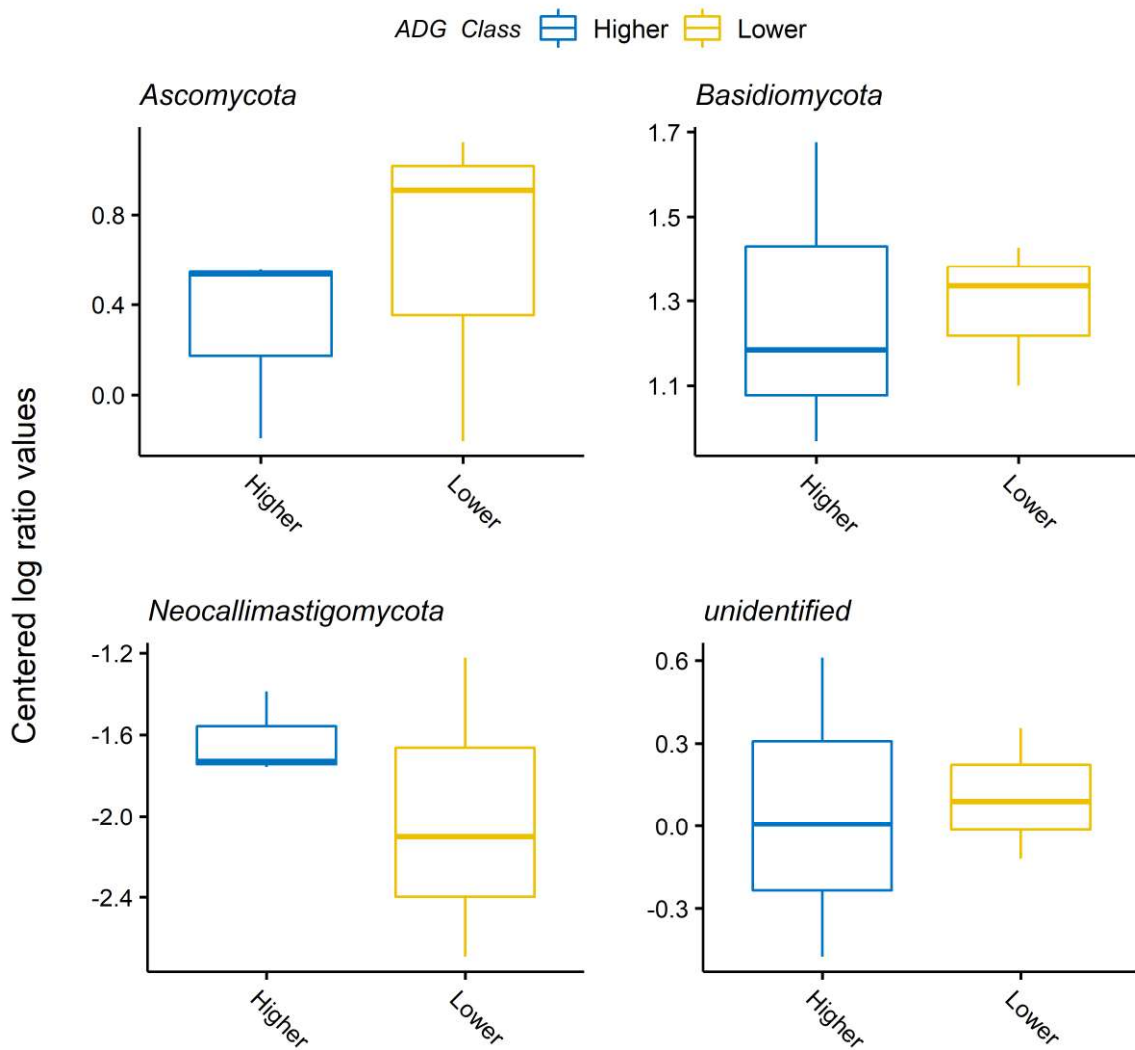 ADG Class Higher Lower
Ascomycota
0.8
0.4
0.0
Higher
Lower
Basidiomycota
1.7
1.5
1.3
1.1
Higher
Lower
Centered log ratio values
Neocallimastigomycota
-1.2
-1.6
-2.0
-2.4
Higher
Lower
unidentified
0.6
0.3
0.0
-0.3
Higher
Lower